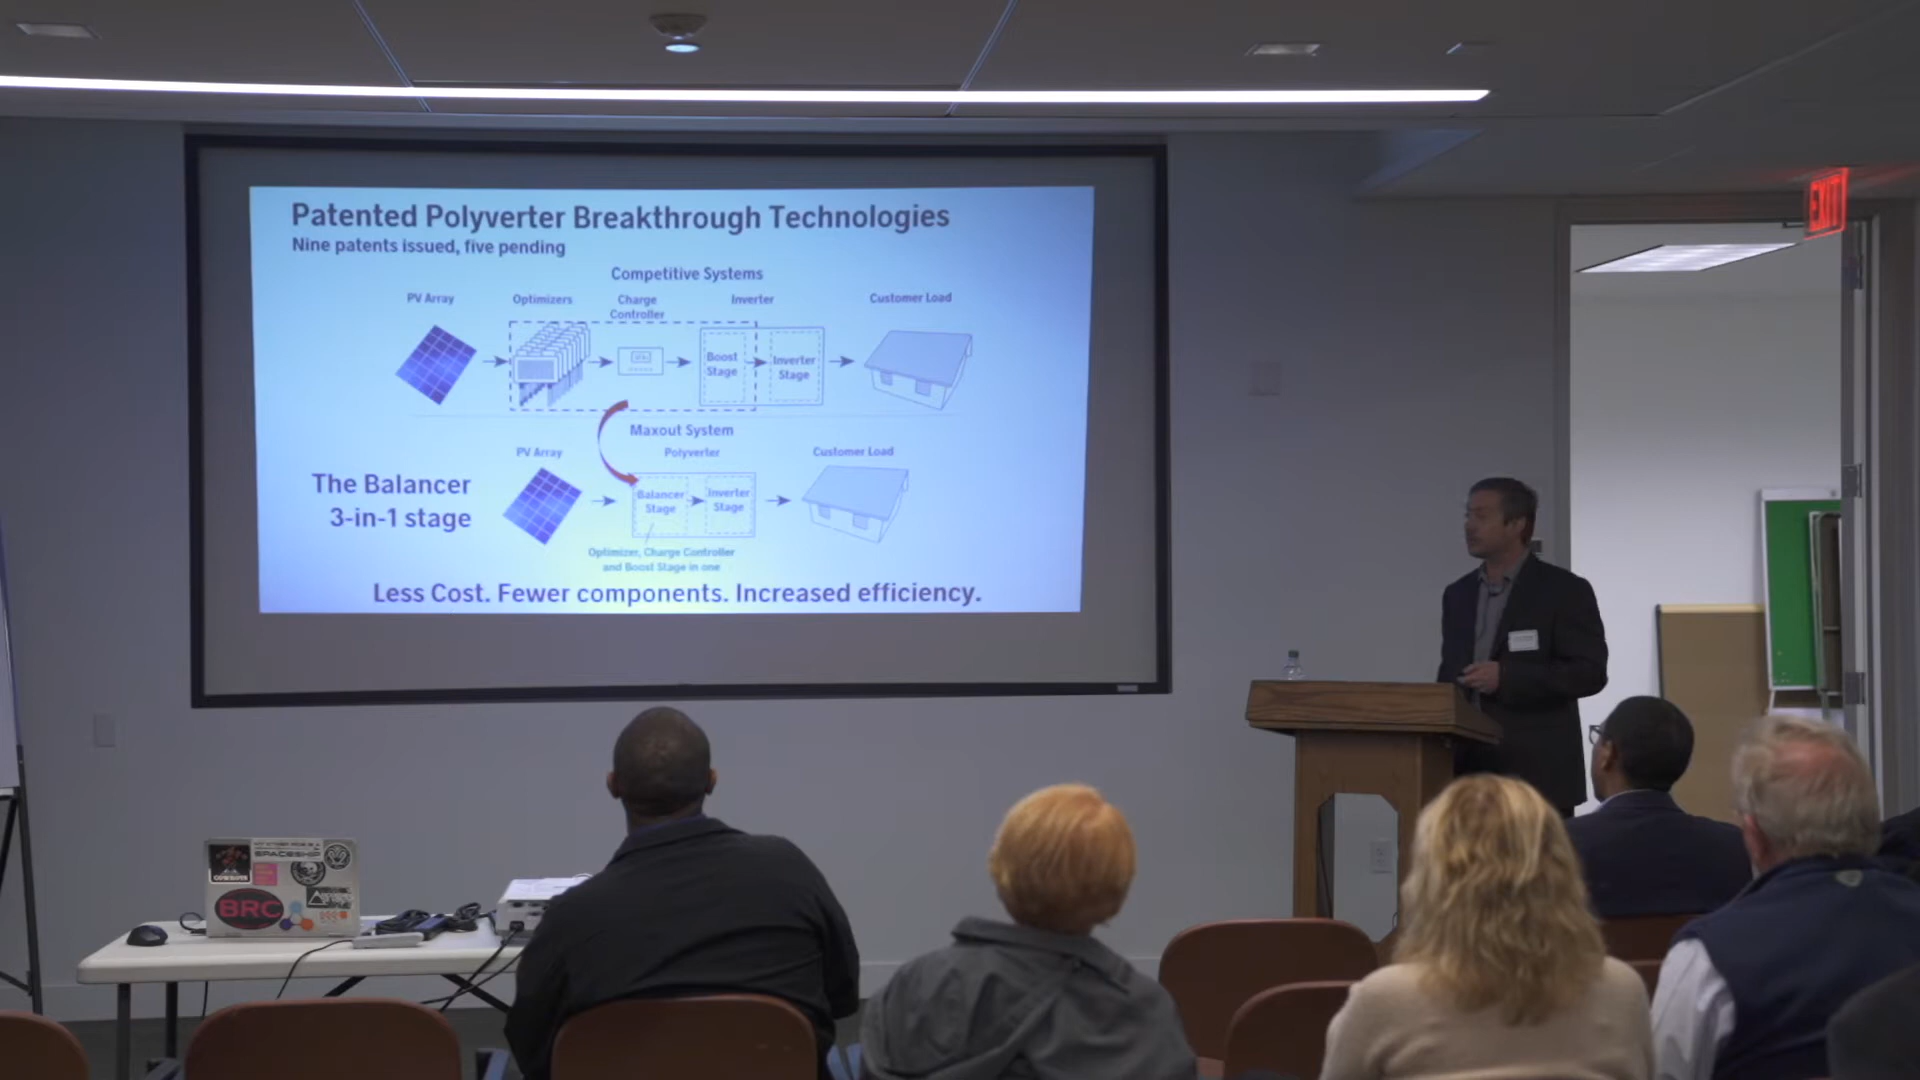 Patented Polyverter Breakthrough Technologies
Nine patents issued, five pending
Competitive Systems
PV Array
Optimizers
Charge
Controller
Inverter
Customer Load
Boost
Stage
Inverter
Stage
Maxout System
PV Array
Polyverter
Customer Load
The Balancer
3-in-1 stage
Balancer
Stage
Inverter
Stage
Optimizer, Charge Controller
and Boost Stage in one
Less Cost. Fewer components. Increased efficiency.
EXIT
SPACESHIP
COWBOYS
BRC